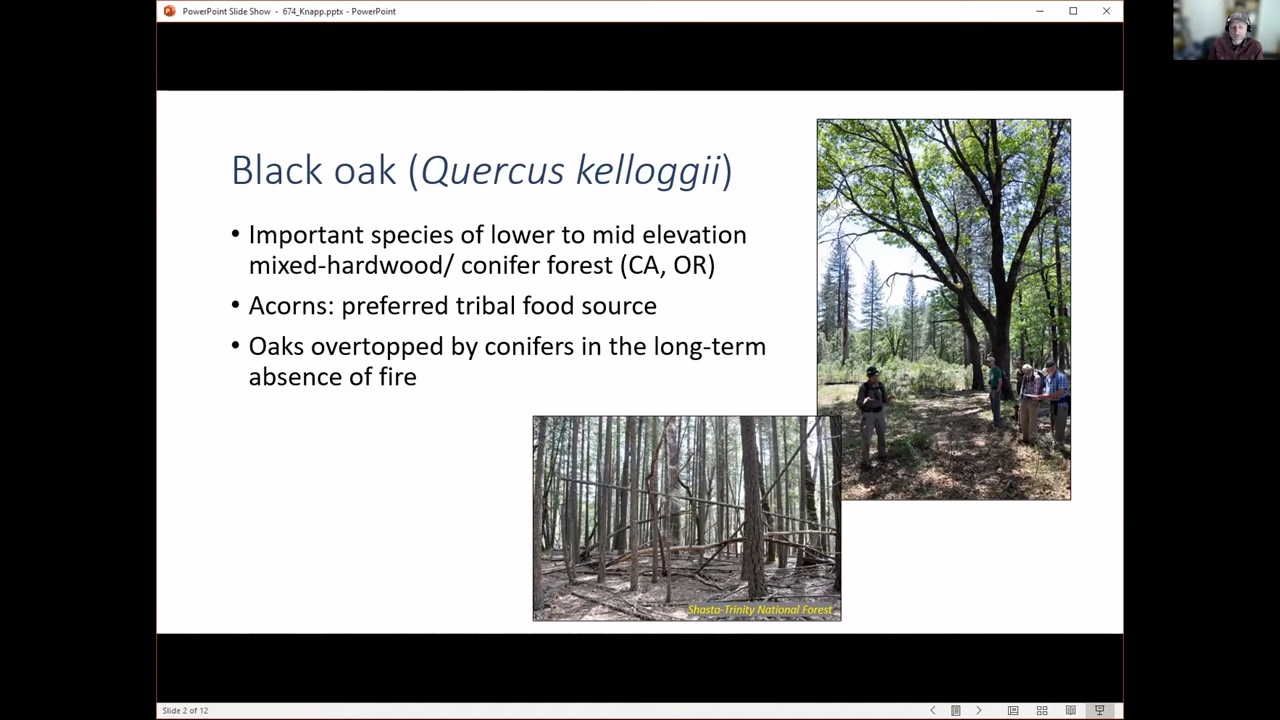 PowerPoint Slide Show - 674_Knapp.pptx - PowerPoint
Black oak (Quercus kelloggii)
• Important species of lower to mid elevation
mixed-hardwood/ conifer forest (CA, OR)
• Acorns: preferred tribal food source
• Oaks overtopped by conifers in the long-term
absence of fire
Shasta-Trinity National Forest
Slide 2 of 12